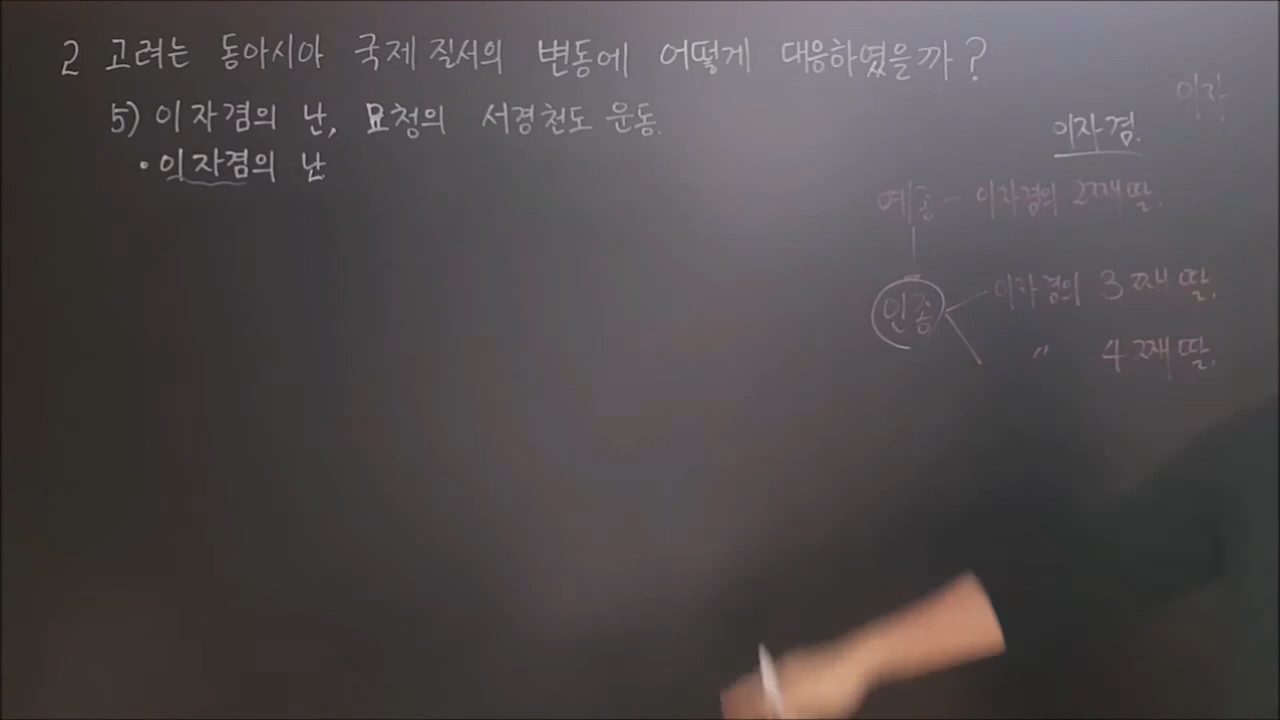 2 고려는 동아시아 국제 질서의 변동에 어떻게 대응하였을까?
5) 이자겸의 난, 묘청의 서경천도 운동.
• 이자겸의 난
이자
이자겸.
예종 - 이자겸의 2째 딸.
인종 이자겸의 3째 딸.
〃 4째 딸.